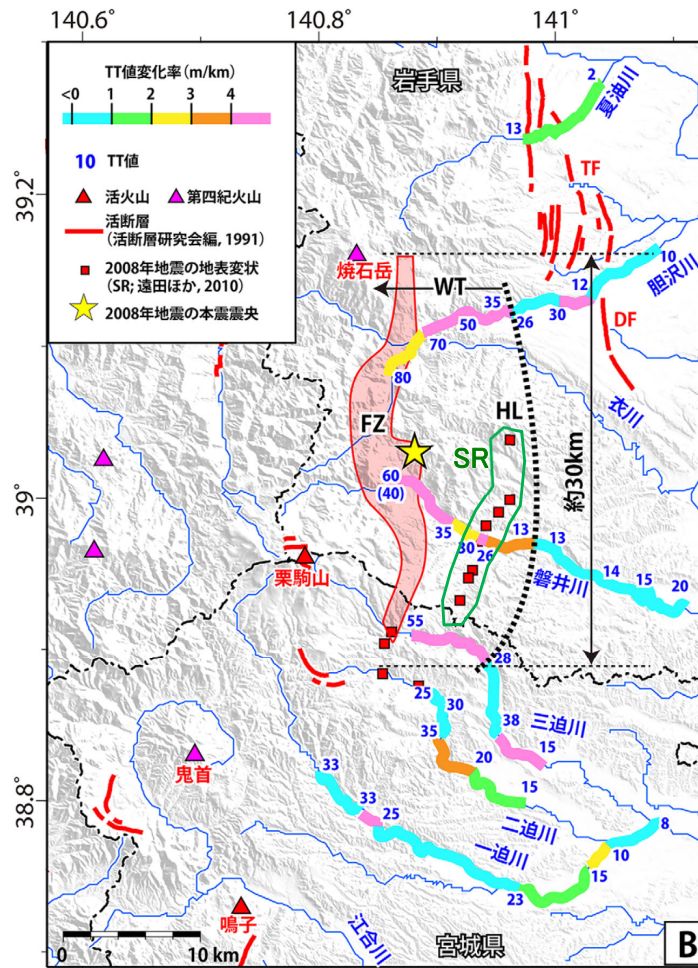 140.6°
140.8°
141°
TT値変化率(m/km)
<0
1
2
3
4
10 TT値
活火山
第四紀火山
活断層
(活断層研究会編, 1991)
2008年地震の地表変状
(SR; 遠田ほか, 2010)
2008年地震の本震震央
岩手県
2
夏油川
13
TF
39.2°
焼石岳
WT
10
胆沢川
12
35
26
30
50
70
80
DF
衣川
FZ
HL
SR
約30km
39°
60
(40)
35
30
26
13
13
磐井川
14
15
20
栗駒山
55
28
25
30
38
三迫川
15
35
20
15
二迫川
鬼首
33
33
25
一迫川
8
10
15
23
38.8°
鳴子
江合川
宮城県
0
10 km
B